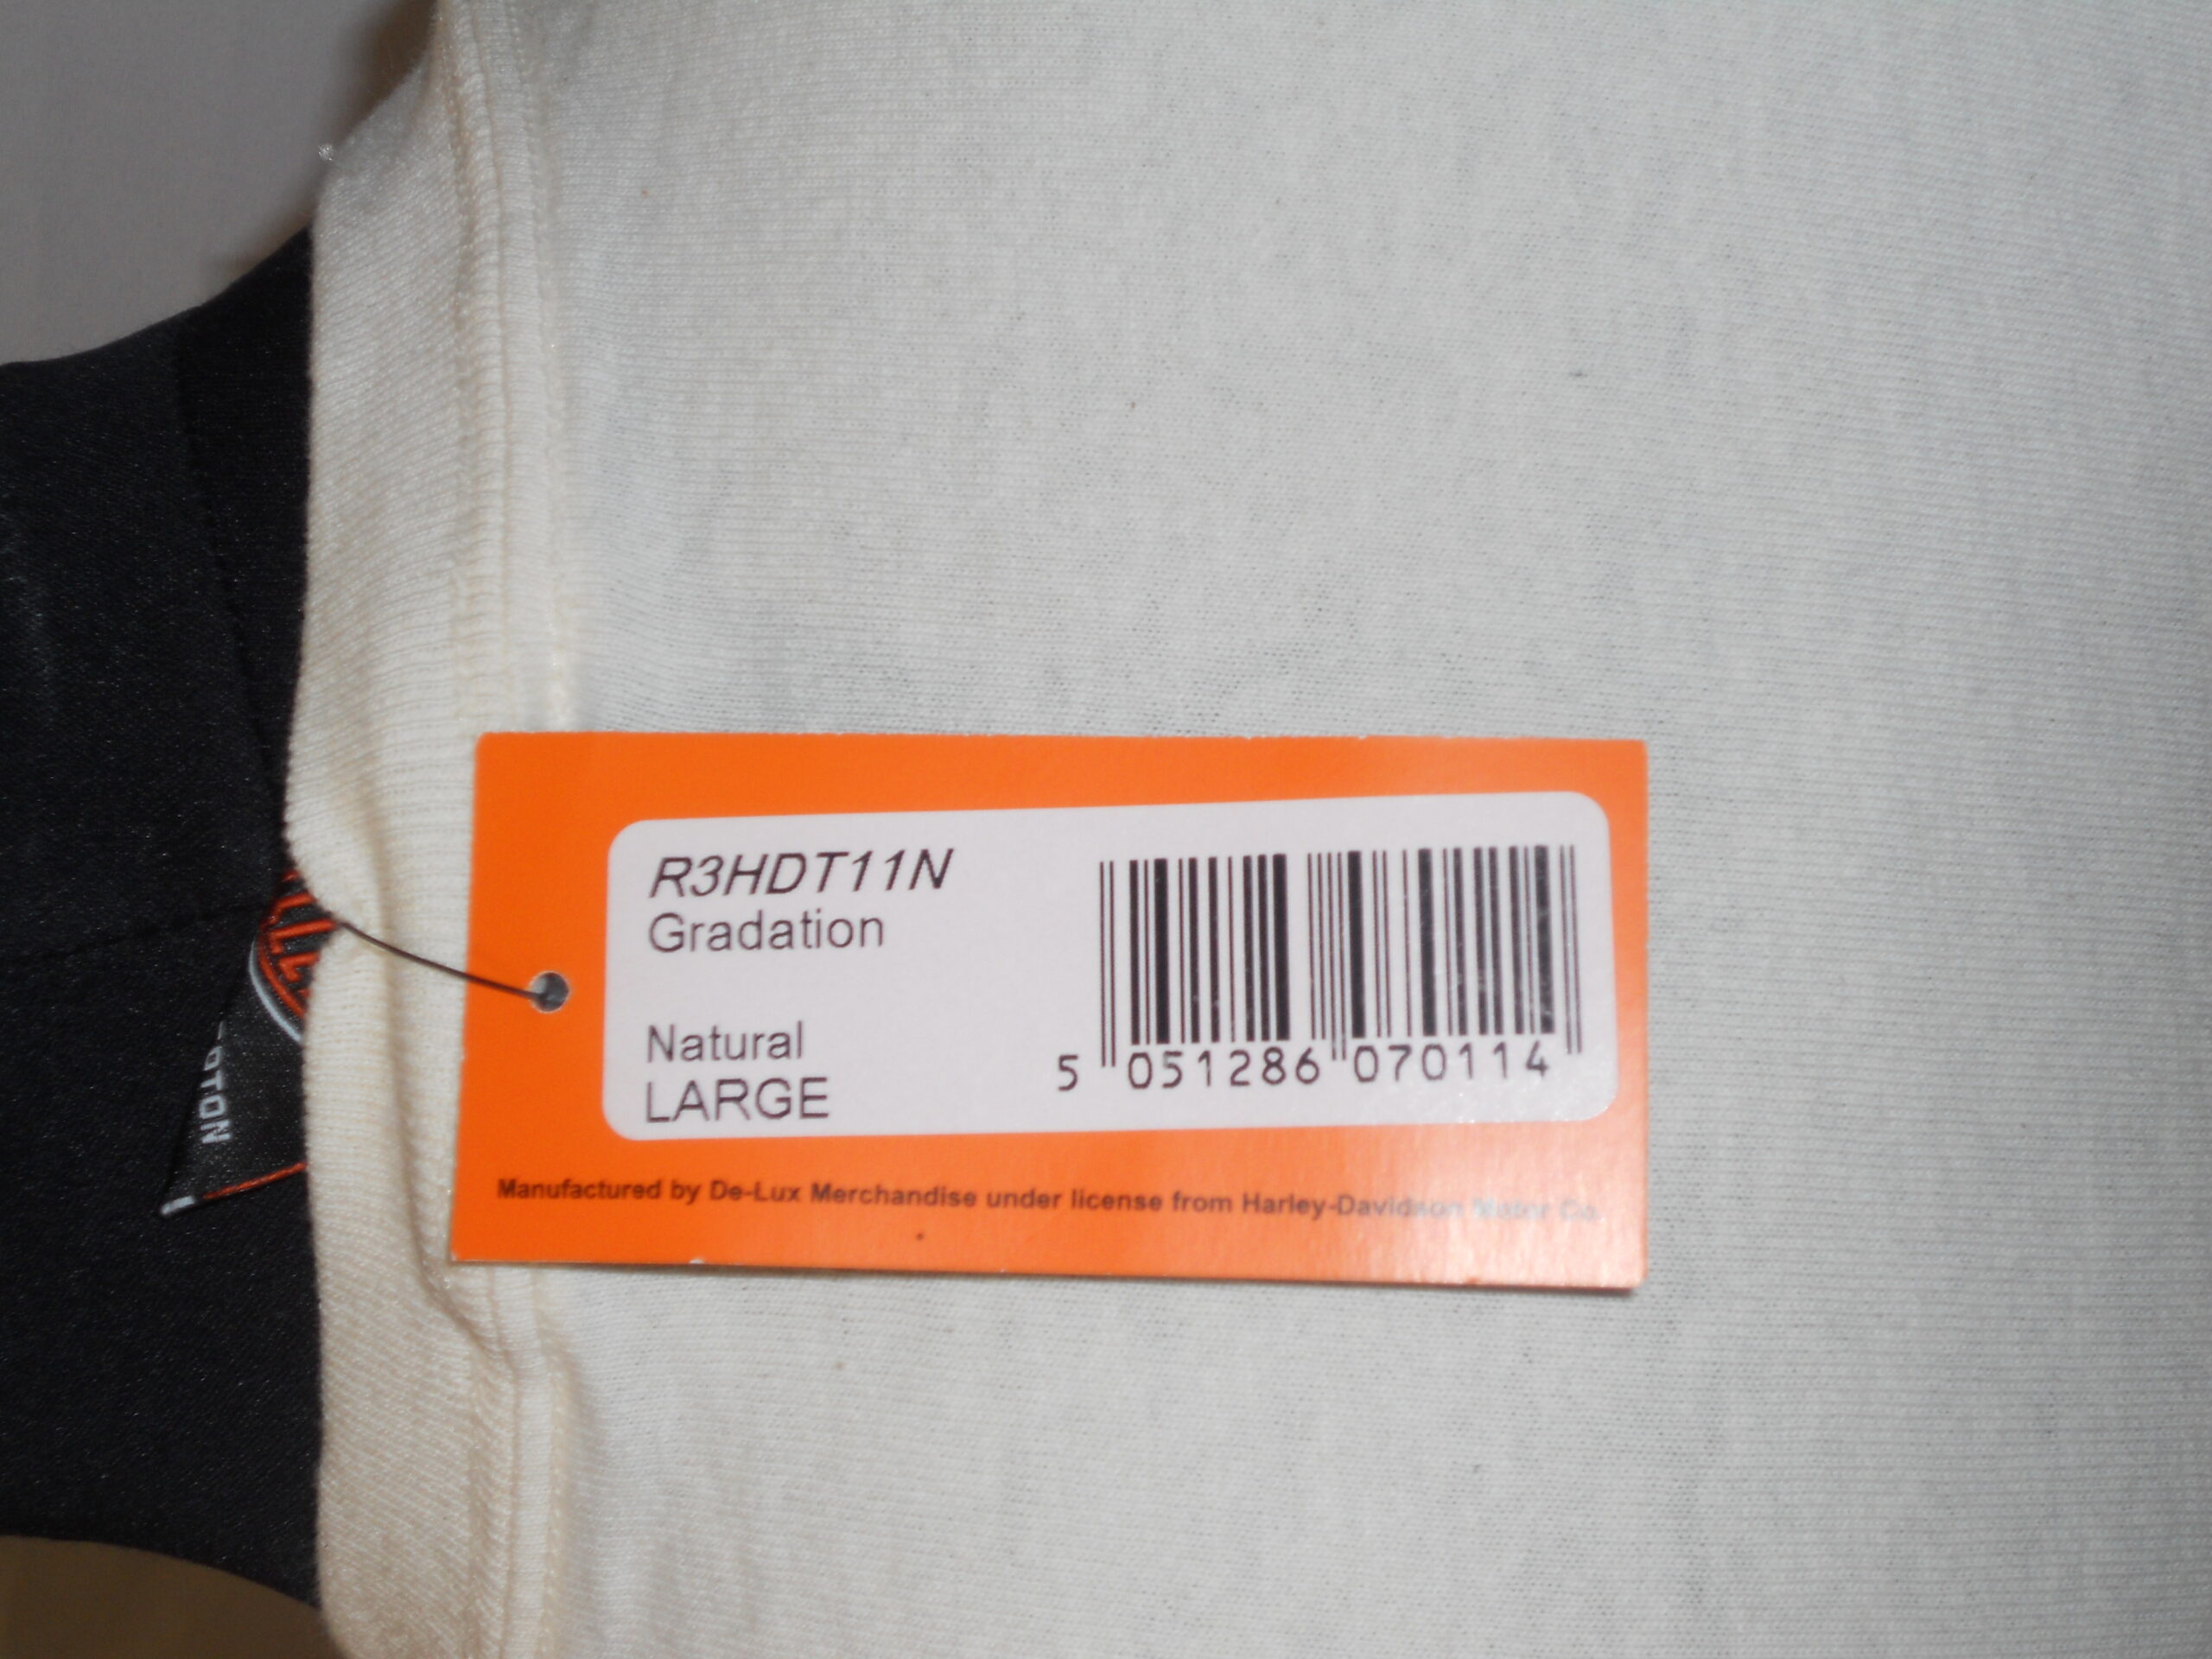 R3HDT11N
Gradation
Natural
LARGE
5 051286 070114
Manufactured by De-Lux Merchandise under license from Harley-Davidson Motor Co.